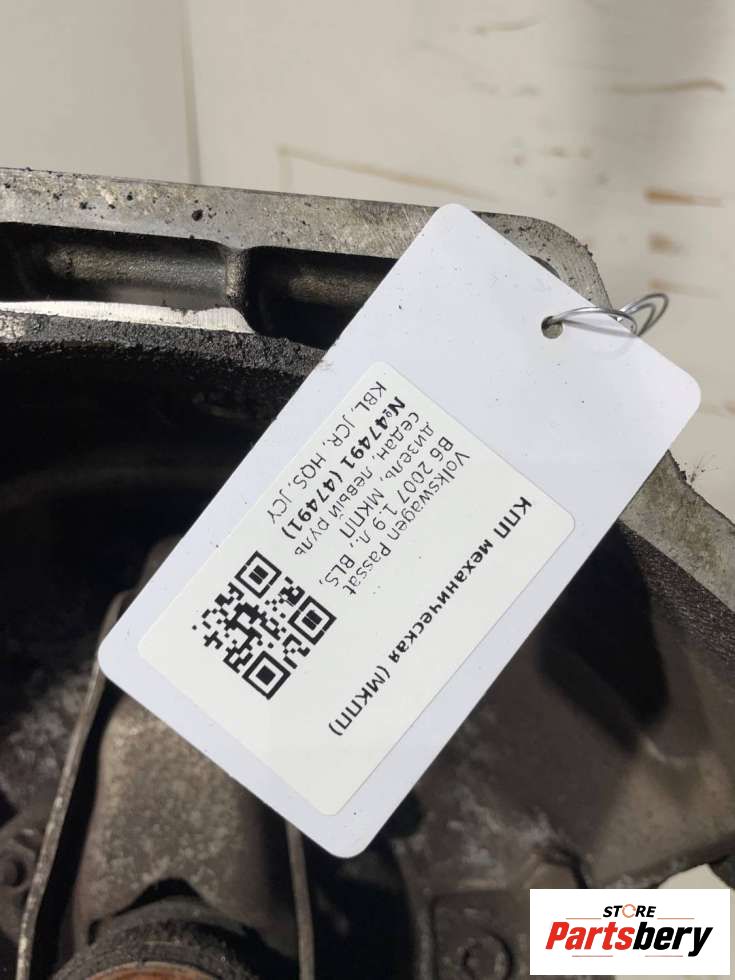 КПП механическая (МКПП)
Volkswagen Passat
B6 2007 1.9 л., BLS,
дизель, МКПП
седан, левый руль
№47491 (47491)
KBL, JCR, HQS, JCY
STORE
Partsbery